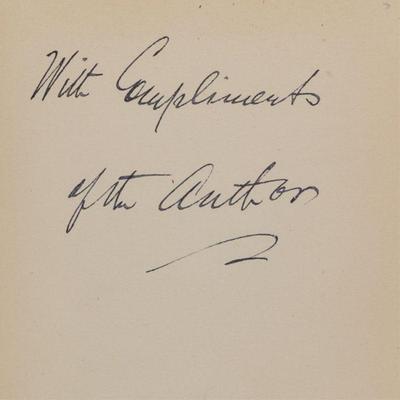 With Compliments
of the Author